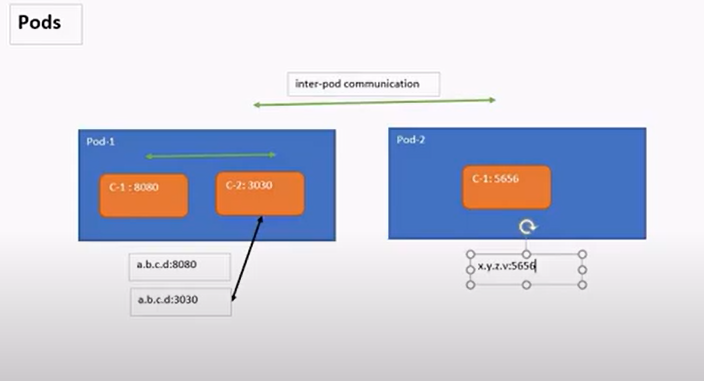 Pods
inter-pod communication
Pod-1
C-1 : 8080
C-2: 3030
Pod-2
C-1: 5656
a.b.c.d:8080
a.b.c.d:3030
x.y.z.v:5656